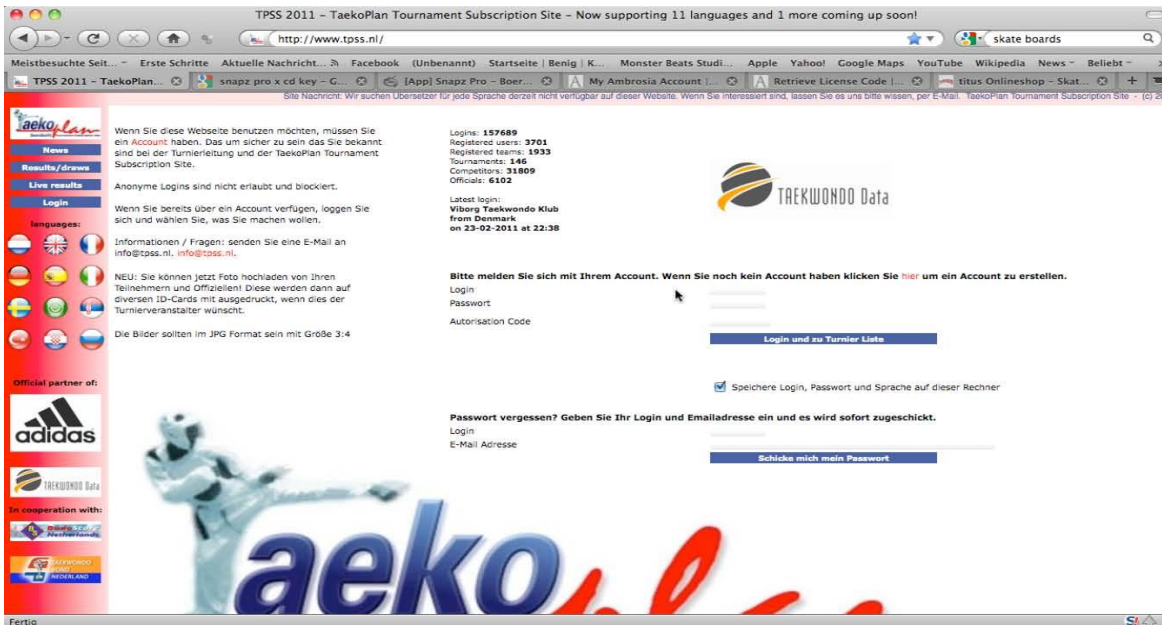 TPSS 2011 – TaekoPlan Tournament Subscription Site – Now supporting 11 languages and 1 more coming up soon!
http://www.tpss.nl/
skate boards
Meistbesuchte Seit... Erste Schritte Aktuelle Nachricht... Facebook (Unbenannt) Startseite | Benig | K... Monster Beats Studi... Apple Yahoo! Google Maps YouTube Wikipedia News Beliebt
TPSS 2011 – TaekoPlan... snapz pro x cd key – G... [App] Snapz Pro – Boer... My Ambrosia Account |... Retrieve License Code |... titus Onlineshop – Skat...
Site Nachricht: Wir suchen Übersetzer für jede Sprache derzeit nicht verfügbar auf dieser Website. Wenn Sie interessiert sind, lassen Sie es uns bitte wissen, per E-Mail. TaekoPlan Tournament Subscription Site - (c) 20
aekoplan
News
Results/draws
Live results
Login
languages:
Official partner of:
adidas
TAEKWONDO Data
In cooperation with:
BudoScore
Netherlands
TAEKWONDO
BOND
NEDERLAND
Wenn Sie diese Webseite benutzen möchten, müssen Sie
ein Account haben. Das um sicher zu sein das Sie bekannt
sind bei der Turnierleitung und der TaekoPlan Tournament
Subscription Site.
Anonyme Logins sind nicht erlaubt und blockiert.
Wenn Sie bereits über ein Account verfügen, loggen Sie
sich und wählen Sie, was Sie machen wollen.
Informationen / Fragen: senden Sie eine E-Mail an
info@tpss.nl. info@tpss.nl.
NEU: Sie können jetzt Foto hochladen von Ihren
Teilnehmern und Offiziellen! Diese werden dann auf
diversen ID-Cards mit ausgedruckt, wenn dies der
Turnierveranstalter wünscht.
Die Bilder sollten im JPG Format sein mit Größe 3:4
Logins: 157689
Registered users: 3701
Registered teams: 1933
Tournaments: 146
Competitors: 31809
Officials: 6102
Latest login:
Viborg Taekwondo Klub
from Denmark
on 23-02-2011 at 22:38
TAEKWONDO Data
Bitte melden Sie sich mit Ihrem Account. Wenn Sie noch kein Account haben klicken Sie hier um ein Account zu erstellen.
Login
Passwort
Autorisation Code
Login und zu Turnier Liste
Speichere Login, Passwort und Sprache auf dieser Rechner
Passwort vergessen? Geben Sie Ihr Login und Emailadresse ein und es wird sofort zugeschickt.
Login
E-Mail Adresse
Schicke mich mein Passwort
aekoplan
Fertig